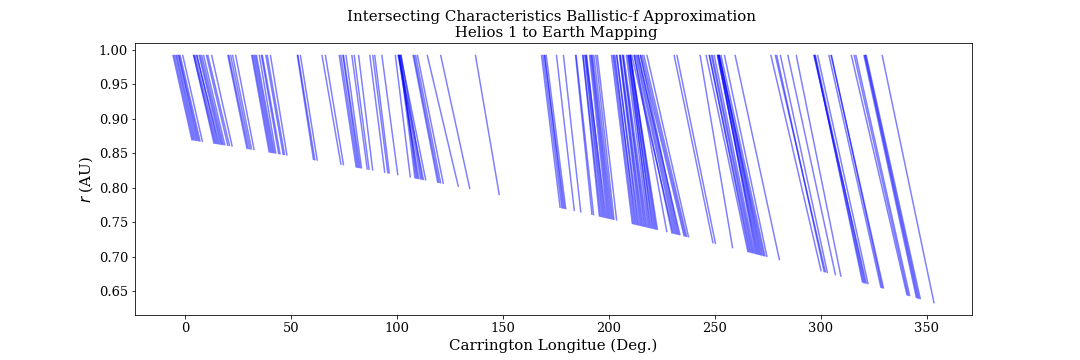 Intersecting Characteristics Ballistic-f Approximation
Helios 1 to Earth Mapping
1.00
0.95
0.90
0.85
0.80
0.75
0.70
0.65
r (AU)
0 50 100 150 200 250 300 350
Carrington Longitue (Deg.)